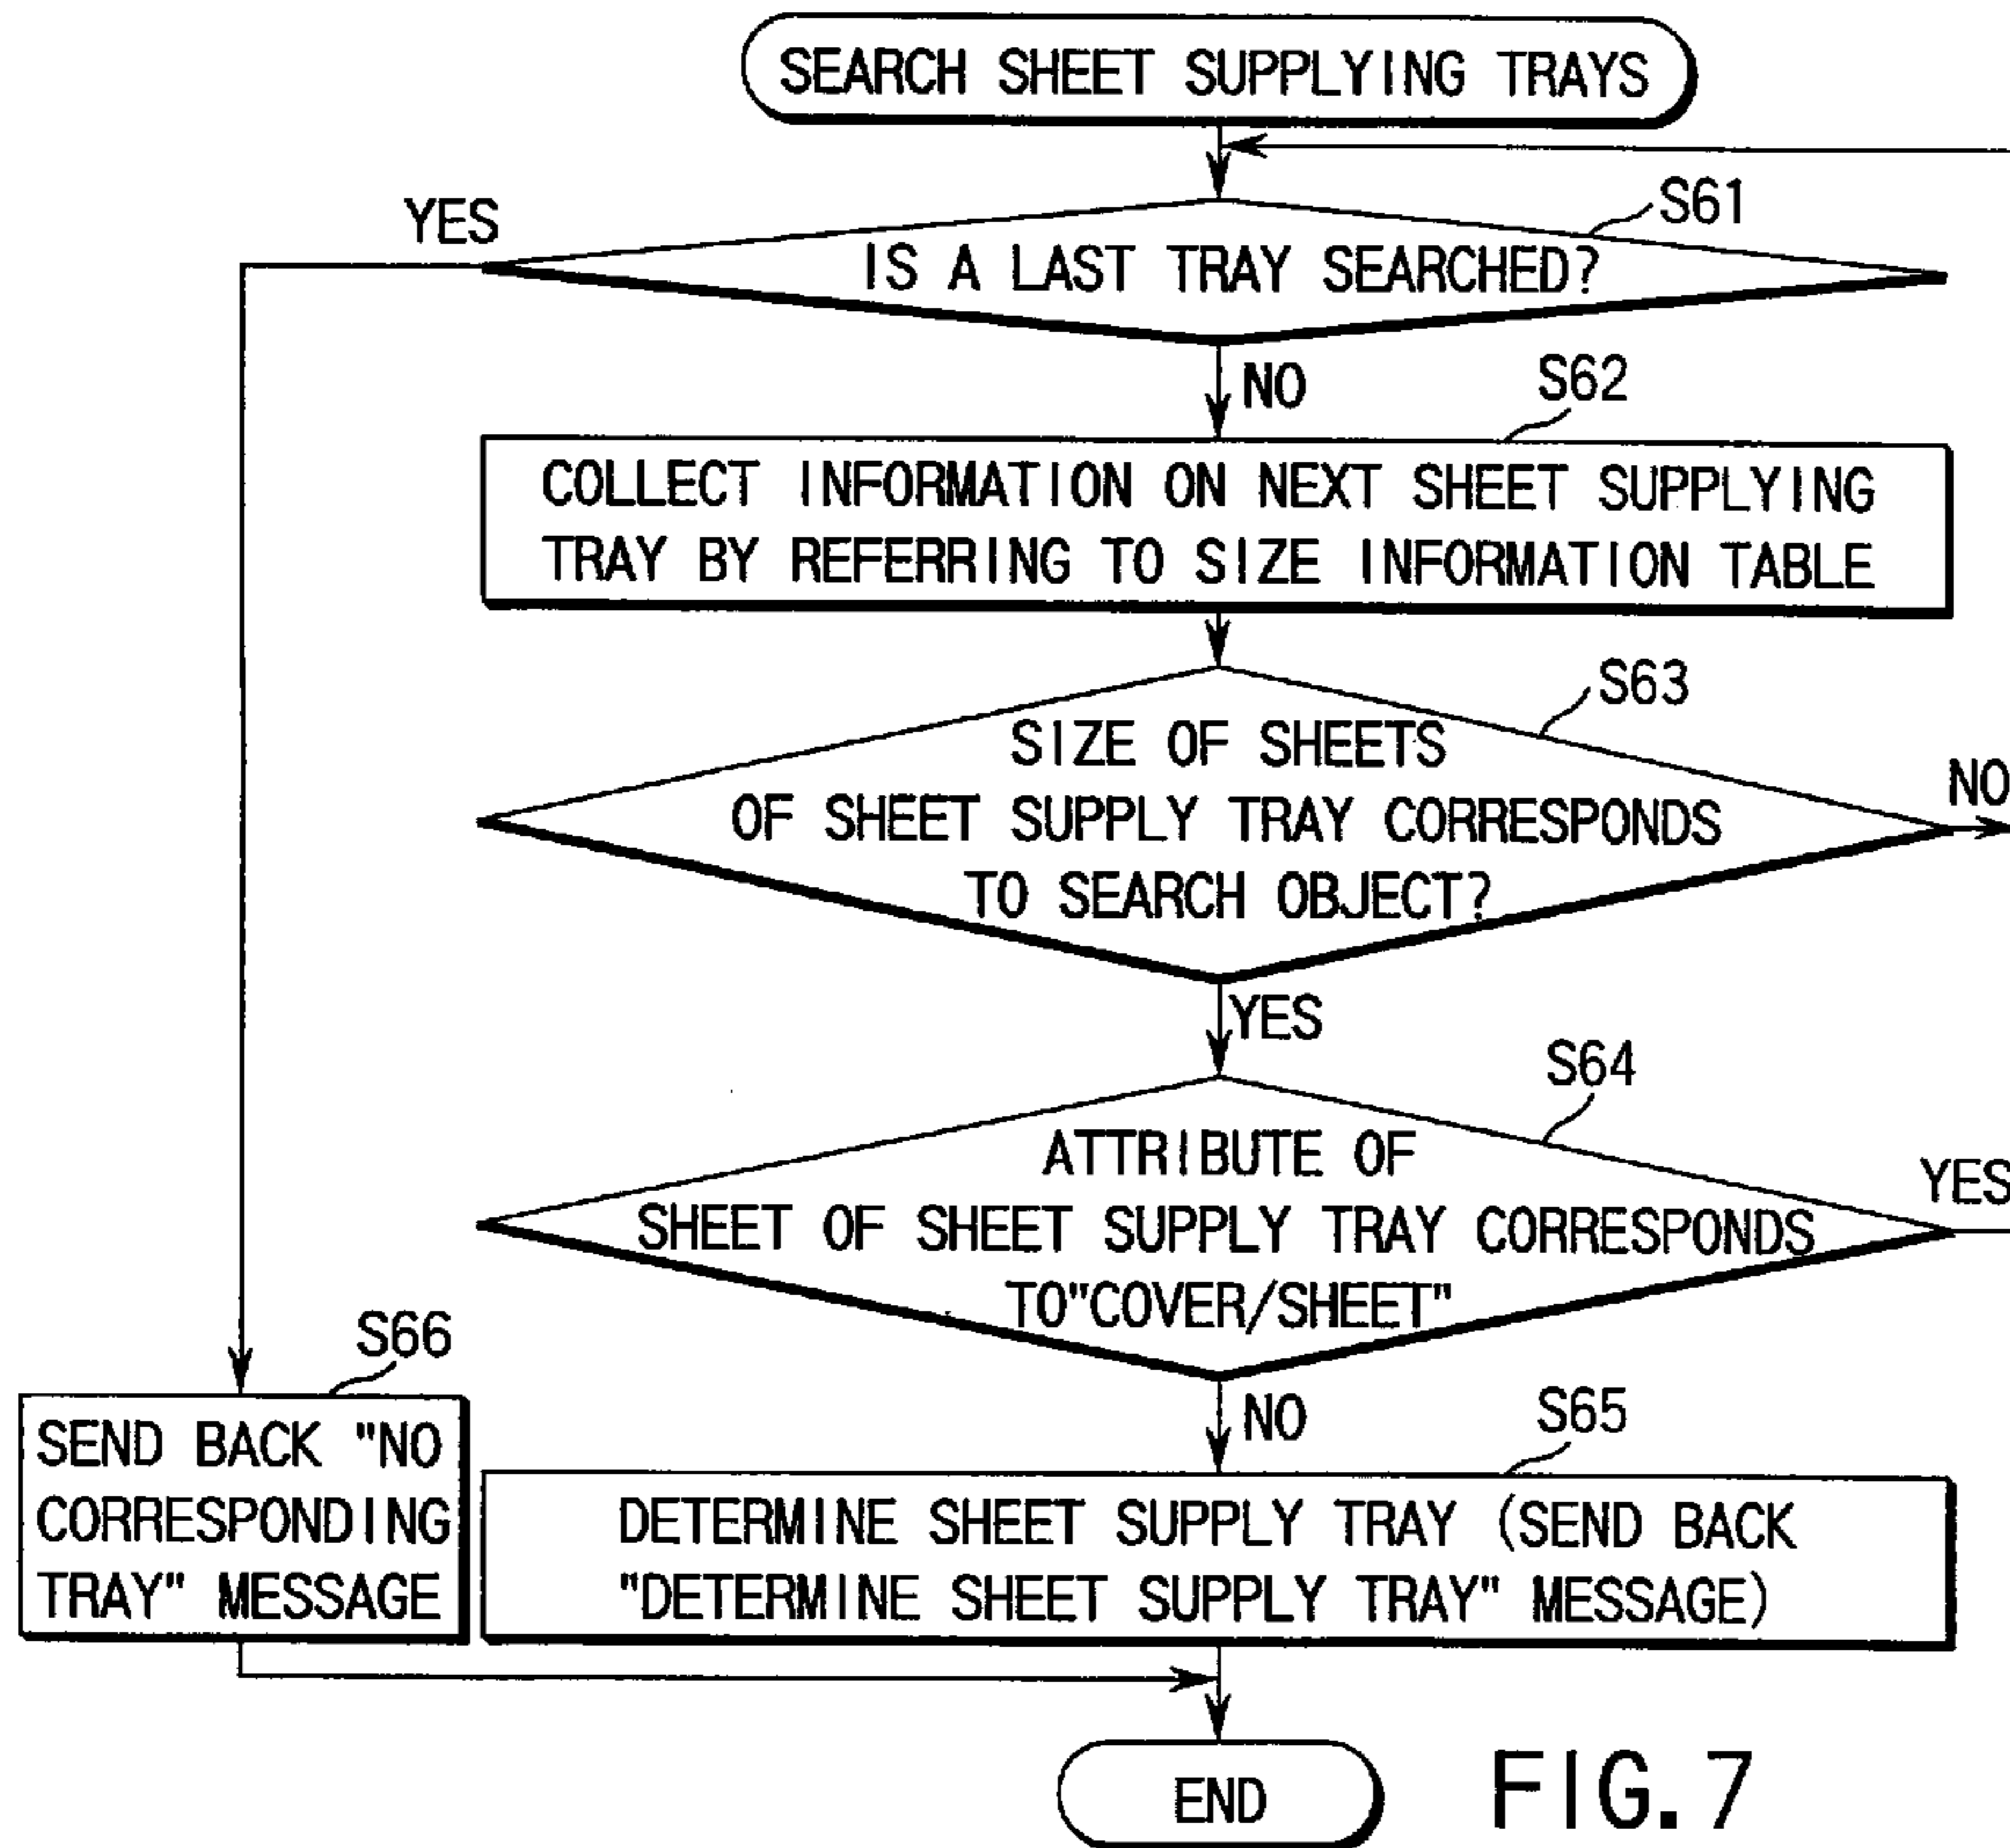 SEARCH SHEET SUPPLYING TRAYS
YES
S61
IS A LAST TRAY SEARCHED?
NO
S62
COLLECT INFORMATION ON NEXT SHEET SUPPLYING
TRAY BY REFERRING TO SIZE INFORMATION TABLE
S63
SIZE OF SHEETS
OF SHEET SUPPLY TRAY CORRESPONDS
TO SEARCH OBJECT?
NO
YES
S64
ATTRIBUTE OF
SHEET OF SHEET SUPPLY TRAY CORRESPONDS
TO"COVER/SHEET"
YES
NO
S66
SEND BACK "NO
CORRESPONDING
TRAY" MESSAGE
S65
DETERMINE SHEET SUPPLY TRAY (SEND BACK
"DETERMINE SHEET SUPPLY TRAY" MESSAGE)
END
FIG. 7